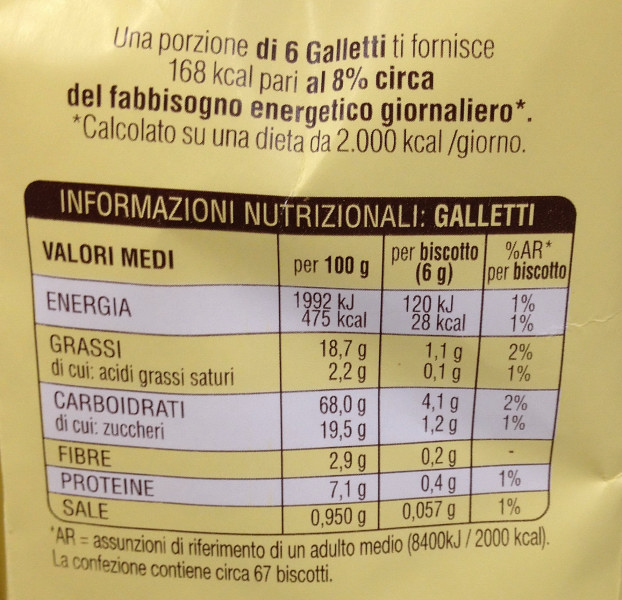 Una porzione di 6 Galletti ti fornisce
168 kcal pari al 8% circa
del fabbisogno energetico giornaliero*.
*Calcolato su una dieta da 2.000 kcal /giorno.
INFORMAZIONI NUTRIZIONALI: GALLETTI
VALORI MEDI per 100 g per biscotto (6 g) %AR* per biscotto
ENERGIA 1992 kJ 120 kJ 1%
475 kcal 28 kcal 1%
GRASSI 18,7 g 1,1 g 2%
di cui: acidi grassi saturi 2,2 g 0,1 g 1%
CARBOIDRATI 68,0 g 4,1 g 2%
di cui: zuccheri 19,5 g 1,2 g 1%
FIBRE 2,9 g 0,2 g -
PROTEINE 7,1 g 0,4 g 1%
SALE 0,950 g 0,057 g 1%
*AR = assunzioni di riferimento di un adulto medio (8400kJ / 2000 kcal).
La confezione contiene circa 67 biscotti.